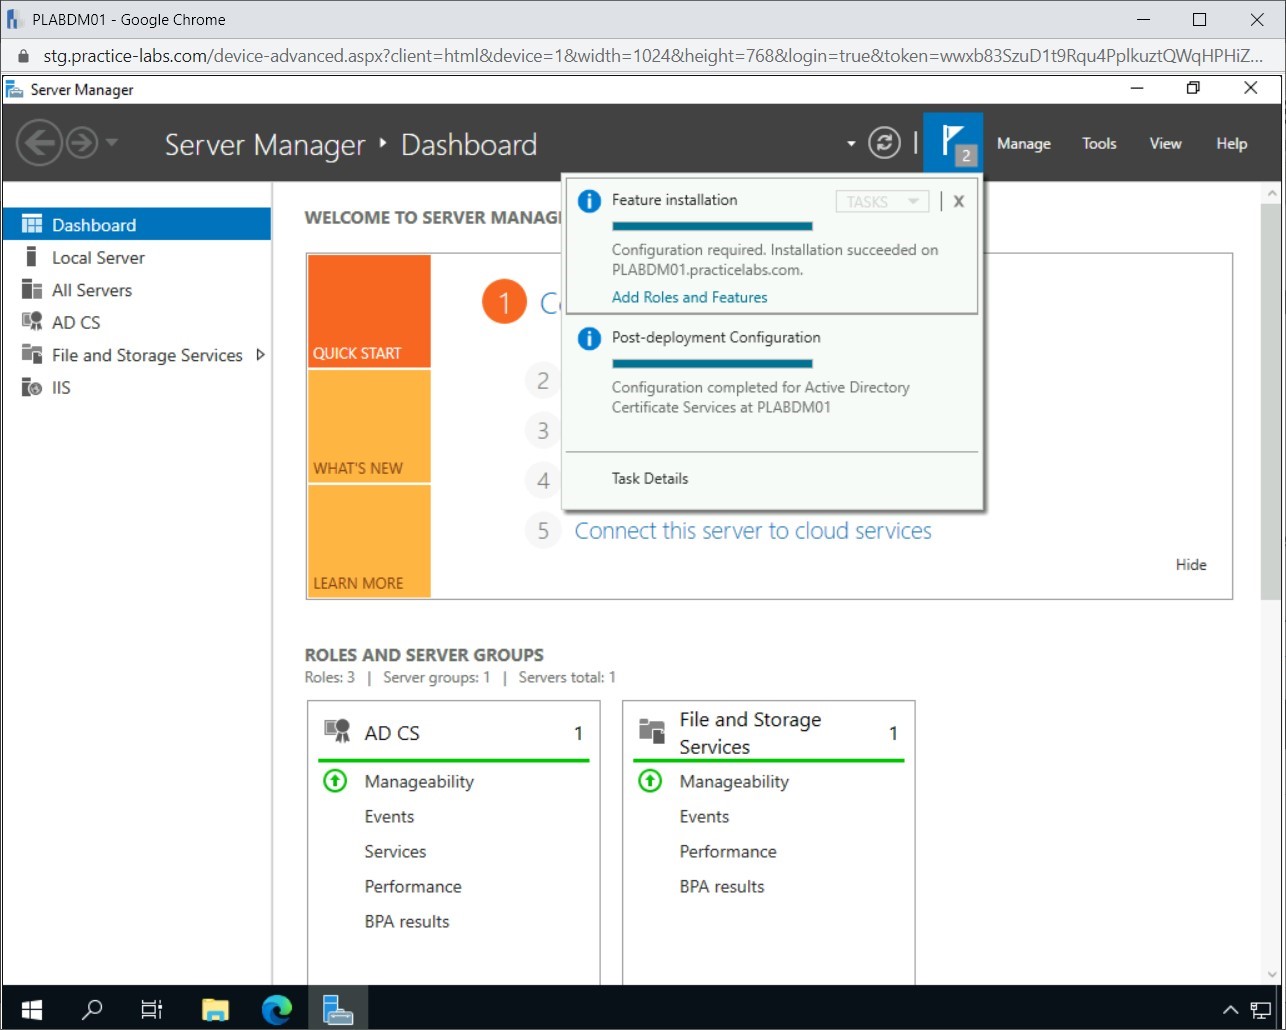 PLABDM01 - Google Chrome
stg.practice-labs.com/device-advanced.aspx?client=html&device=1&width=1024&height=768&login=true&token=wwxb83SzuD1t9Rqu4PplkuztQWqHPHiZ...
Server Manager
Server Manager Dashboard
2
Manage
Tools
View
Help
Dashboard
Local Server
All Servers
AD CS
File and Storage Services
IIS
WELCOME TO SERVER MANAG
QUICK START
WHAT'S NEW
LEARN MORE
1 Co
2
3
4
5 Connect this server to cloud services
Hide
Feature installation
TASKS
X
Configuration required. Installation succeeded on
PLABDM01.practicelabs.com.
Add Roles and Features
Post-deployment Configuration
Configuration completed for Active Directory
Certificate Services at PLABDM01
Task Details
ROLES AND SERVER GROUPS
Roles: 3 | Server groups: 1 | Servers total: 1
AD CS 1
Manageability
Events
Services
Performance
BPA results
File and Storage
Services
1
Manageability
Events
Performance
BPA results